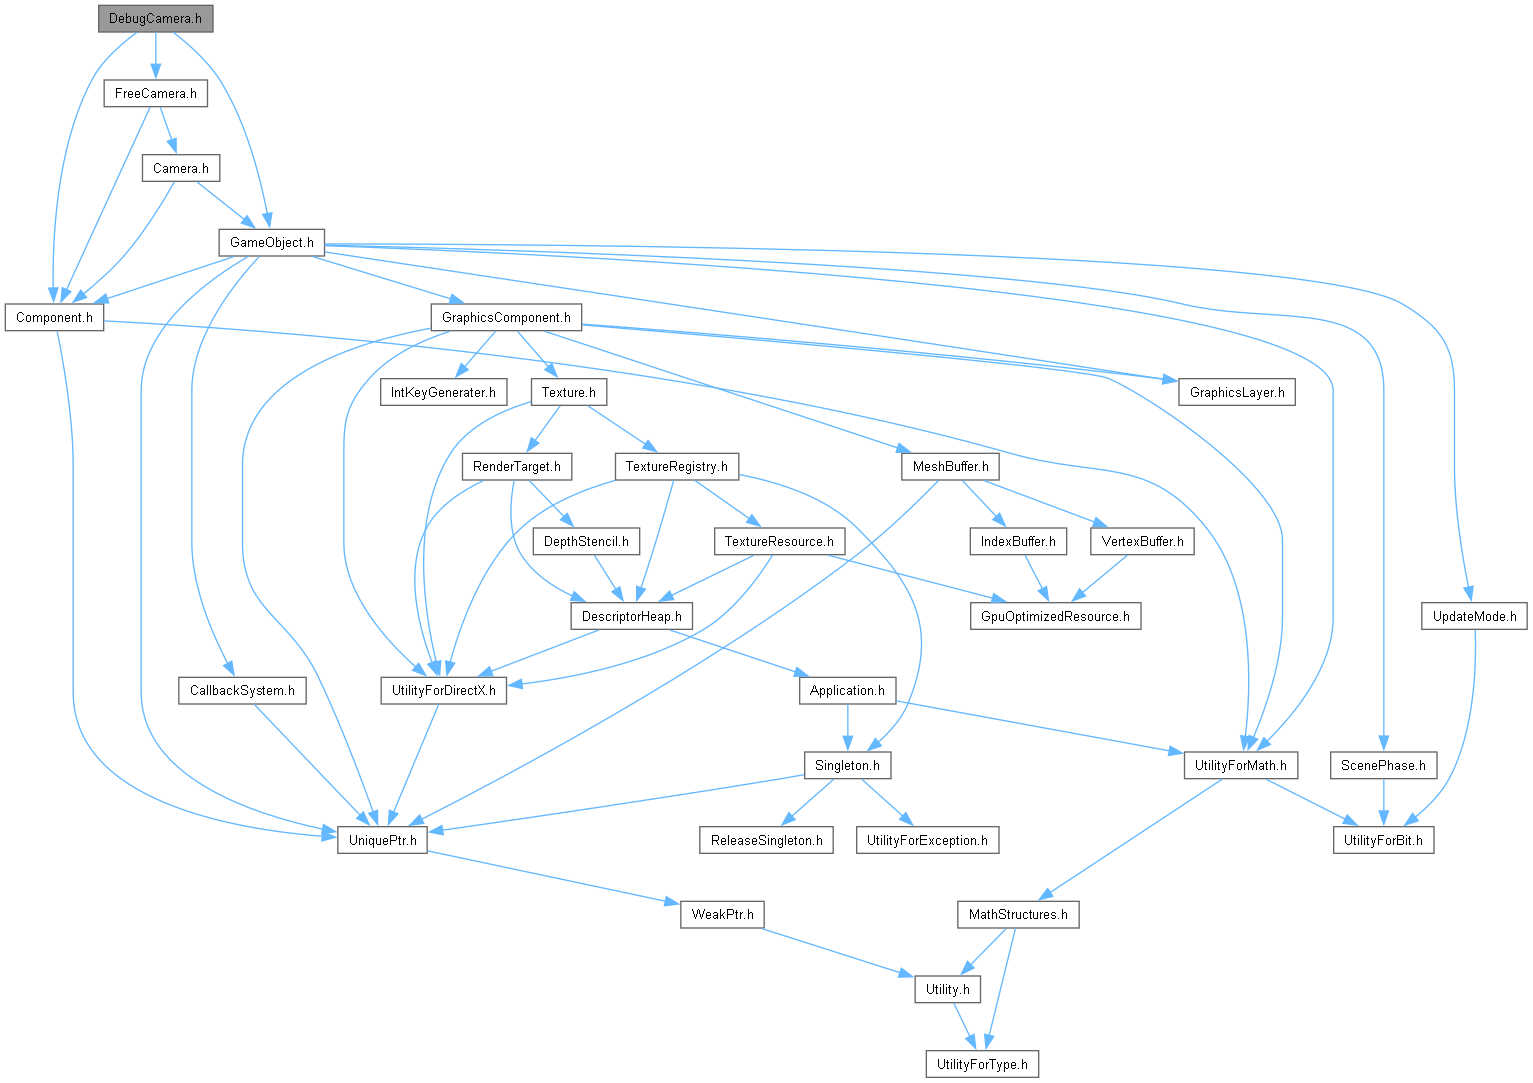 DebugCamera.h
FreeCamera.h
Camera.h
GameObject.h
Component.h
GraphicsComponent.h
IntKeyGenerater.h
Texture.h
GraphicsLayer.h
RenderTarget.h
TextureRegistry.h
MeshBuffer.h
DepthStencil.h
TextureResource.h
IndexBuffer.h
VertexBuffer.h
DescriptorHeap.h
GpuOptimizedResource.h
UpdateMode.h
CallbackSystem.h
UtilityForDirectX.h
Application.h
Singleton.h
UtilityForMath.h
ScenePhase.h
UniquePtr.h
ReleaseSingleton.h
UtilityForException.h
UtilityForBit.h
WeakPtr.h
MathStructures.h
Utility.h
UtilityForType.h